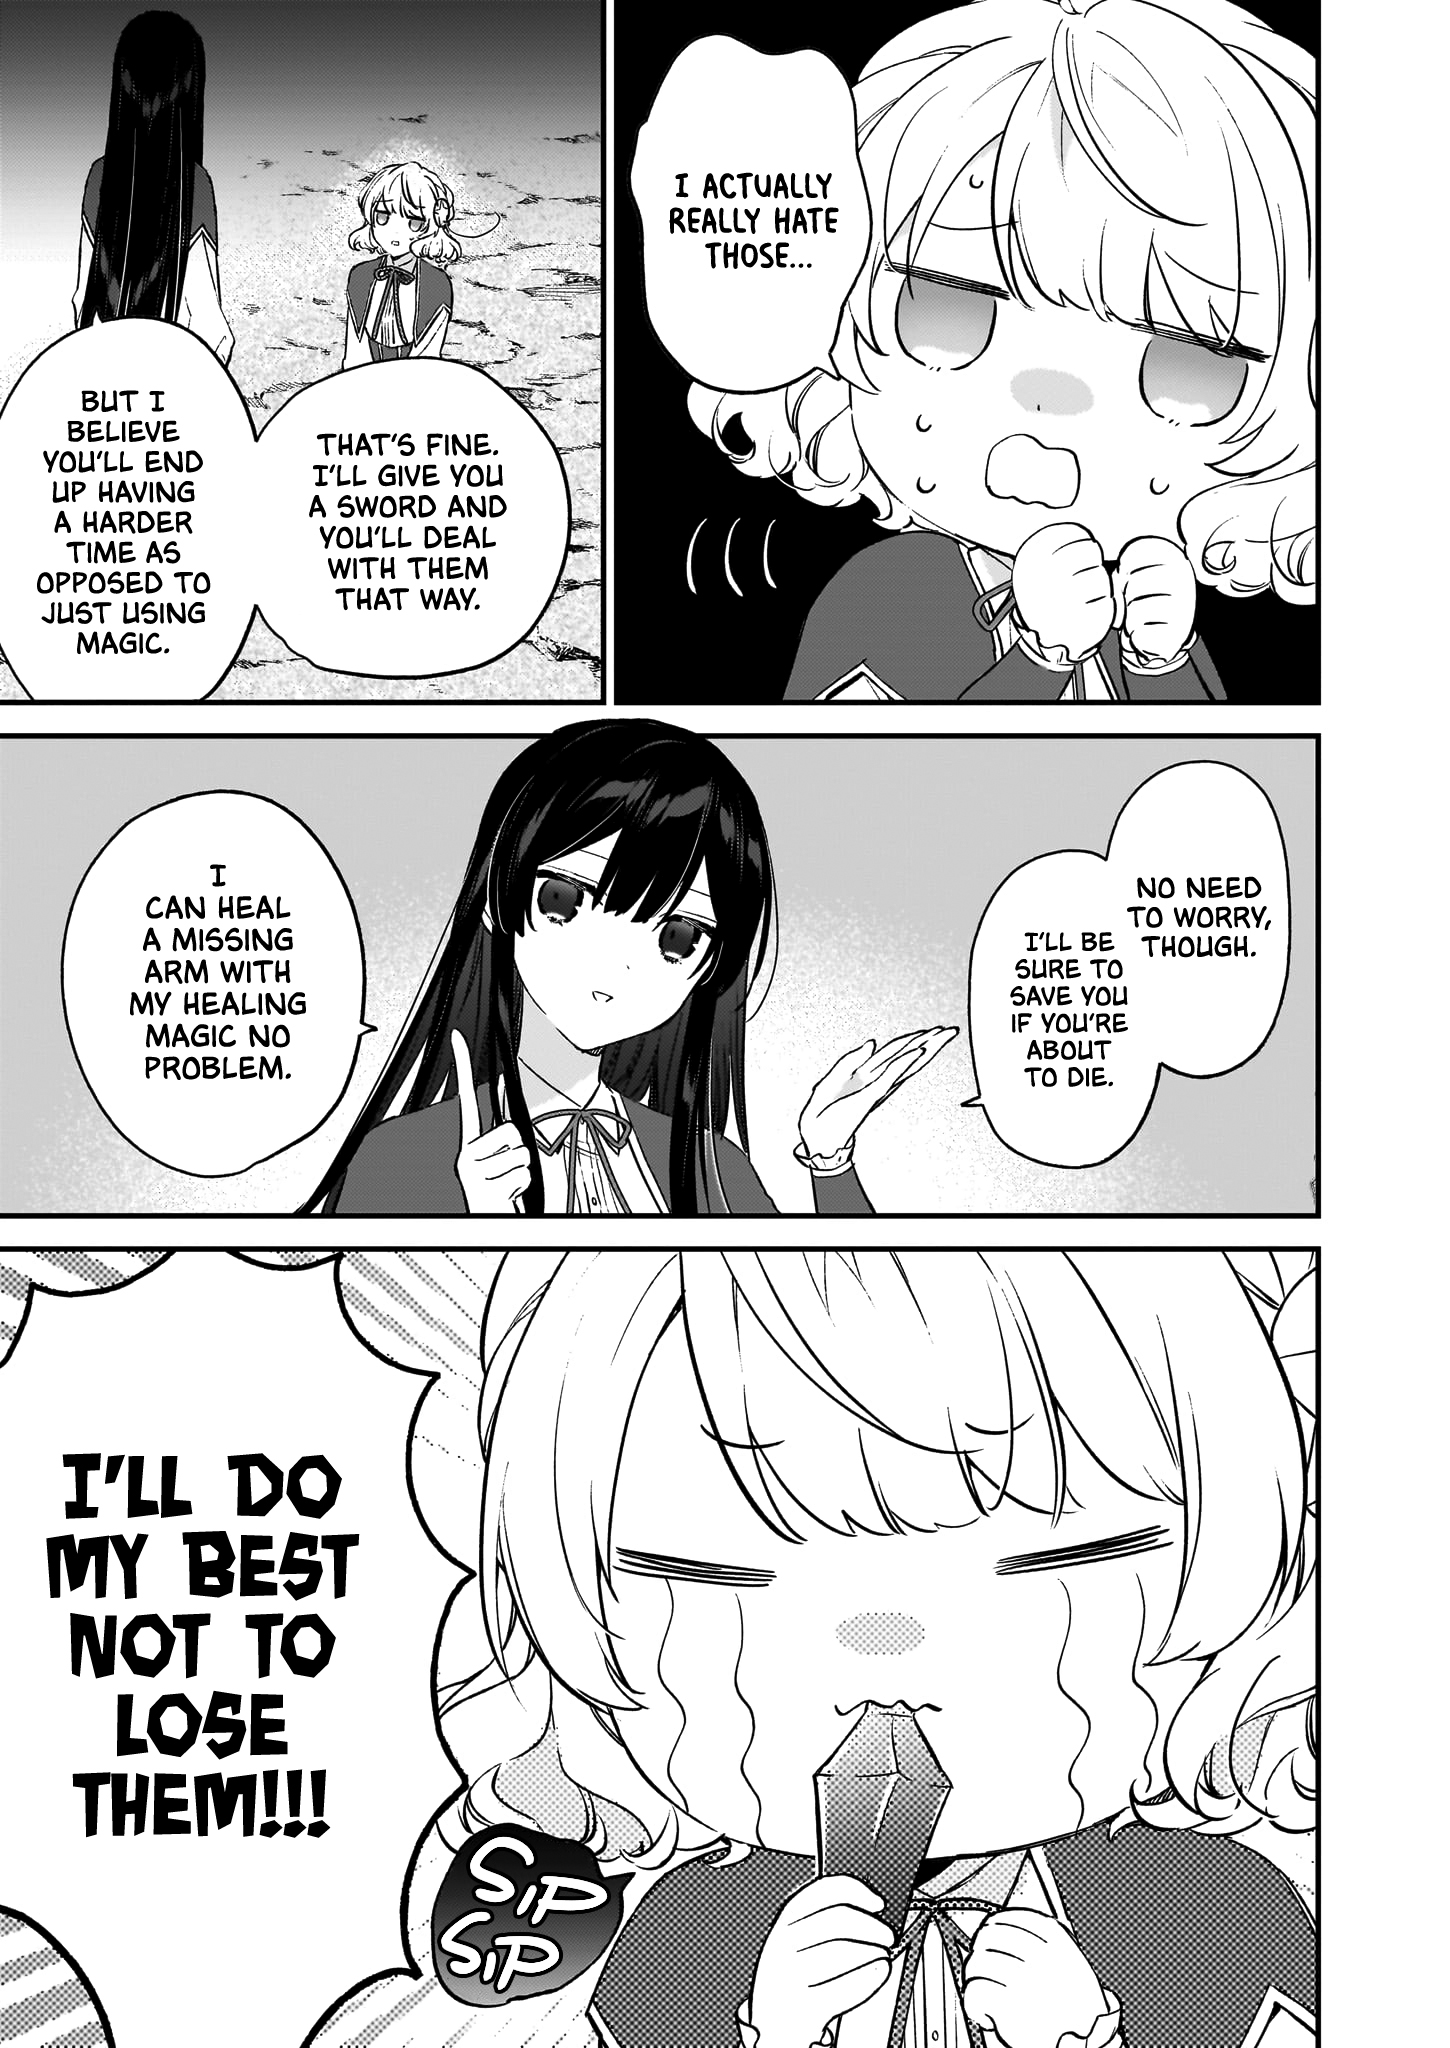 I ACTUALLY
REALLY HATE
THOSE...
THAT'S FINE.
I'LL GIVE YOU
A SWORD AND
YOU'LL DEAL
WITH THEM
THAT WAY.
BUT I
BELIEVE
YOU'LL END
UP HAVING
A HARDER
TIME AS
OPPOSED TO
JUST USING
MAGIC.
NO NEED
TO WORRY,
THOUGH.
I'LL BE
SURE TO
SAVE YOU
IF YOU'RE
ABOUT
TO DIE.
I
CAN HEAL
A MISSING
ARM WITH
MY HEALING
MAGIC NO
PROBLEM.
I'LL DO
MY BEST
NOT TO
LOSE
THEM!!!
SIP
SIP